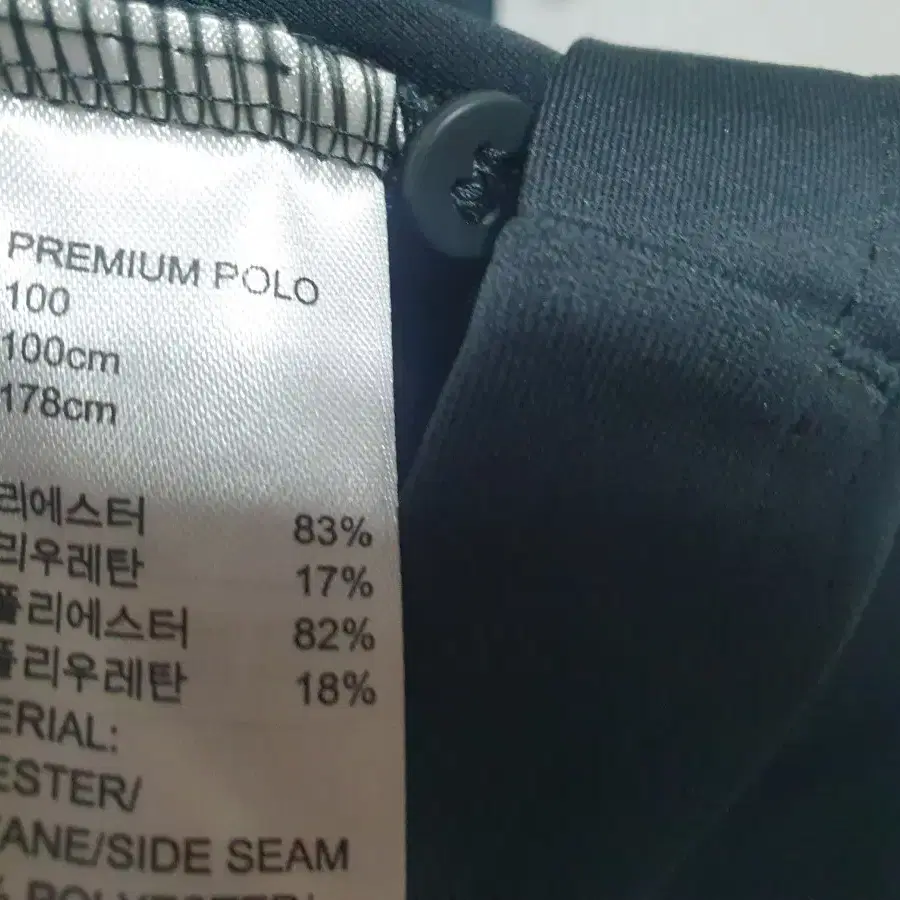 PREMIUM POLO
100
100cm
178cm
리에스터 83%
리우레탄 17%
폴리에스터 82%
폴리우레탄 18%
ERIAL:
ESTER/
ANE/SIDE SEAM